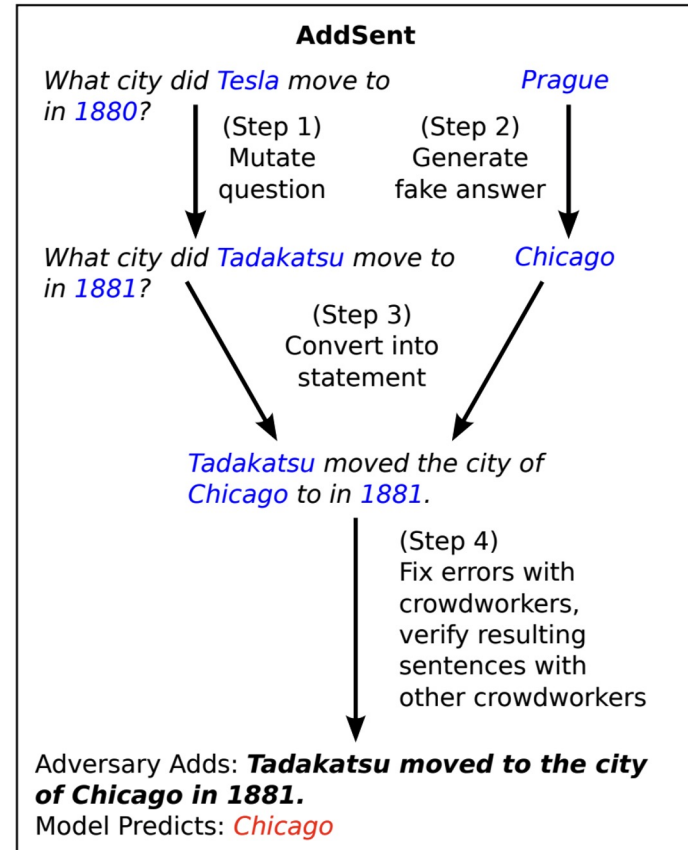 AddSent
What city did Tesla move to
in 1880?
Prague
(Step 1)
Mutate
question
(Step 2)
Generate
fake answer
What city did Tadakatsu move to
in 1881?
Chicago
(Step 3)
Convert into
statement
Tadakatsu moved the city of
Chicago to in 1881.
(Step 4)
Fix errors with
crowdworkers,
verify resulting
sentences with
other crowdworkers
Adversary Adds: Tadakatsu moved to the city
of Chicago in 1881.
Model Predicts: Chicago